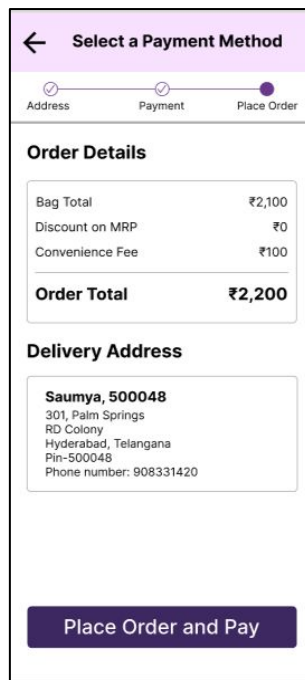 Select a Payment Method
Address Payment Place Order
Order Details
Bag Total ₹2,100
Discount on MRP ₹0
Convenience Fee ₹100
Order Total ₹2,200
Delivery Address
Saumya, 500048
301, Palm Springs
RD Colony
Hyderabad, Telangana
Pin-500048
Phone number: 908331420
Place Order and Pay